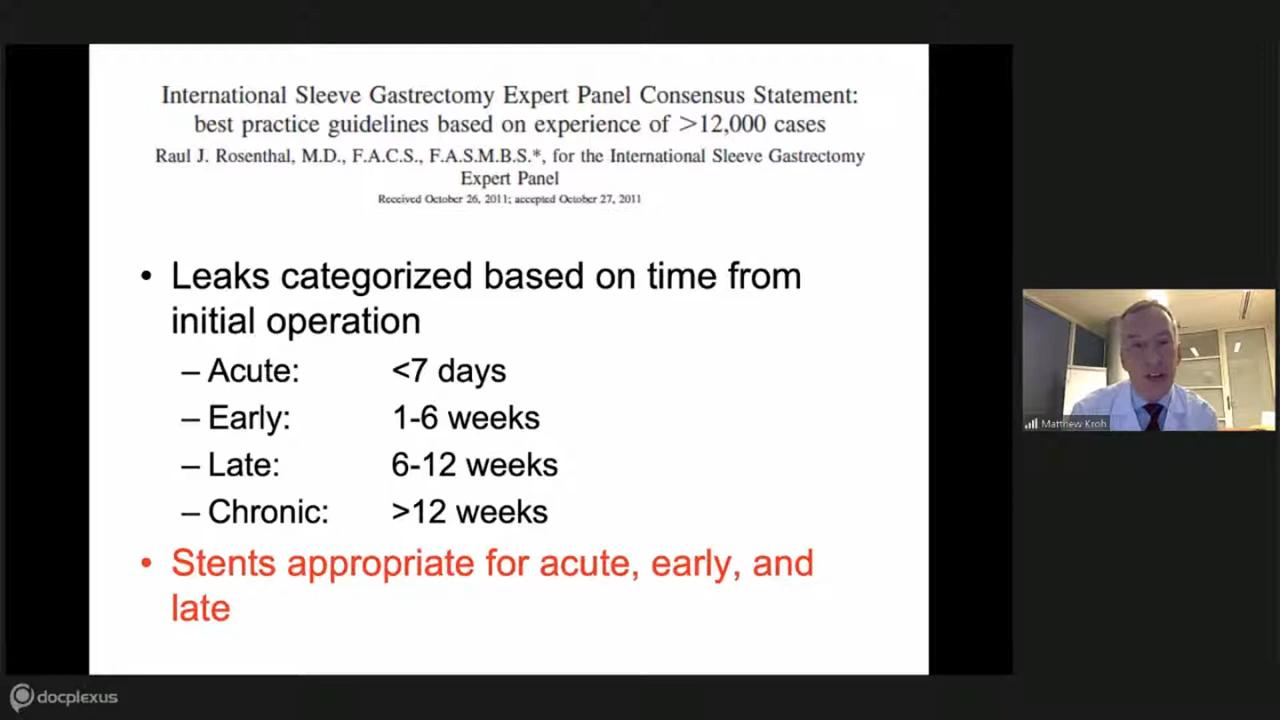 International Sleeve Gastrectomy Expert Panel Consensus Statement:
best practice guidelines based on experience of >12,000 cases
Raul J. Rosenthal, M.D., F.A.C.S., F.A.S.M.B.S.*, for the International Sleeve Gastrectomy
Expert Panel
Received October 26, 2011; accepted October 27, 2011
• Leaks categorized based on time from
initial operation
– Acute: <7 days
– Early: 1-6 weeks
– Late: 6-12 weeks
– Chronic: >12 weeks
• Stents appropriate for acute, early, and
late
Matthew Kroh
docplexus